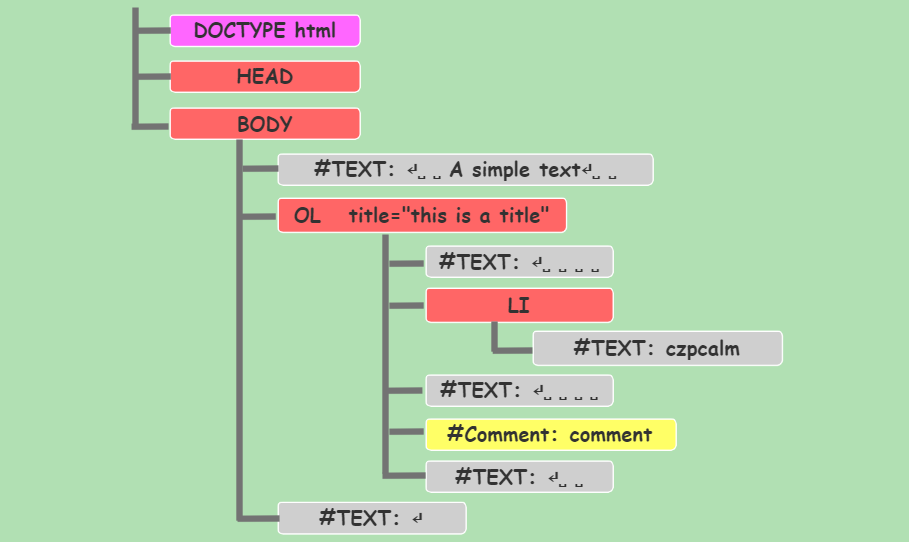 DOCTYPE html
HEAD
BODY
#TEXT: ↲␣␣ A simple text↲␣␣
OL title="this is a title"
#TEXT: ↲␣␣␣␣
LI
#TEXT: czpcalm
#TEXT: ↲␣␣␣␣
#Comment: comment
#TEXT: ↲␣␣
#TEXT: ↲